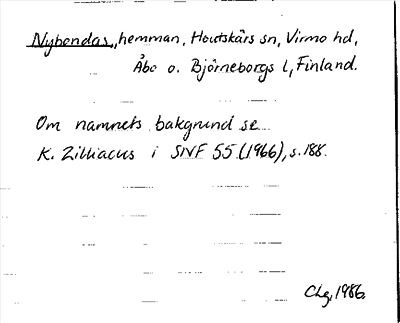 Nybondas, hemman, Houtskärs sn, Virmo hd,
Åbo o. Björneborgs l, Finland.
Om namnets bakgrund se
K. Zilliacus i SNF 55 (1966), s. 188.
Chg, 1986.